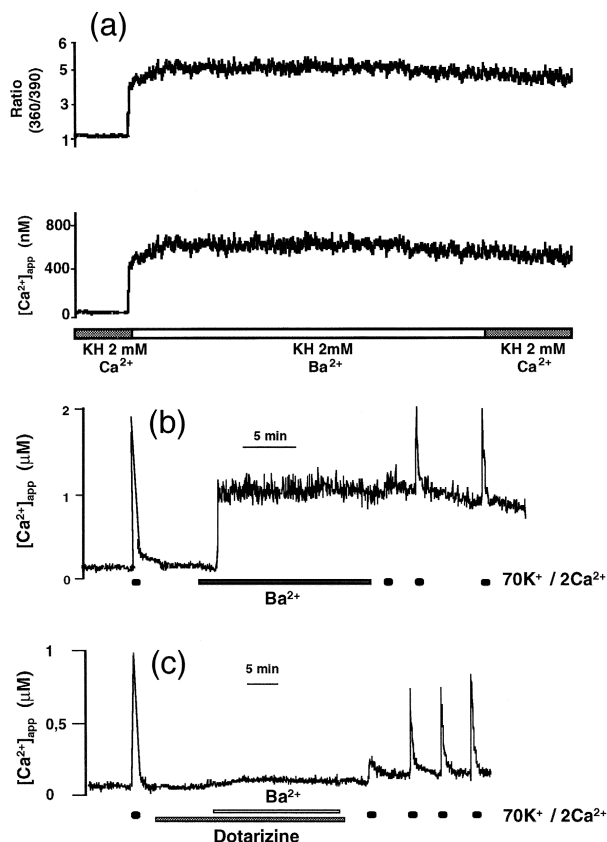 (a)
6
5
3
1
Ratio
(360/390)
800
400
0
[Ca²⁺]app (nM)
KH 2 mM
Ca²⁺
KH 2mM
Ba²⁺
KH 2 mM
Ca²⁺
(b)
2
1
0
[Ca²⁺]app (µM)
5 min
Ba²⁺
70K⁺ / 2Ca²⁺
(c)
1
0,5
0
[Ca²⁺]app (µM)
5 min
Ba²⁺
70K⁺ / 2Ca²⁺
Dotarizine